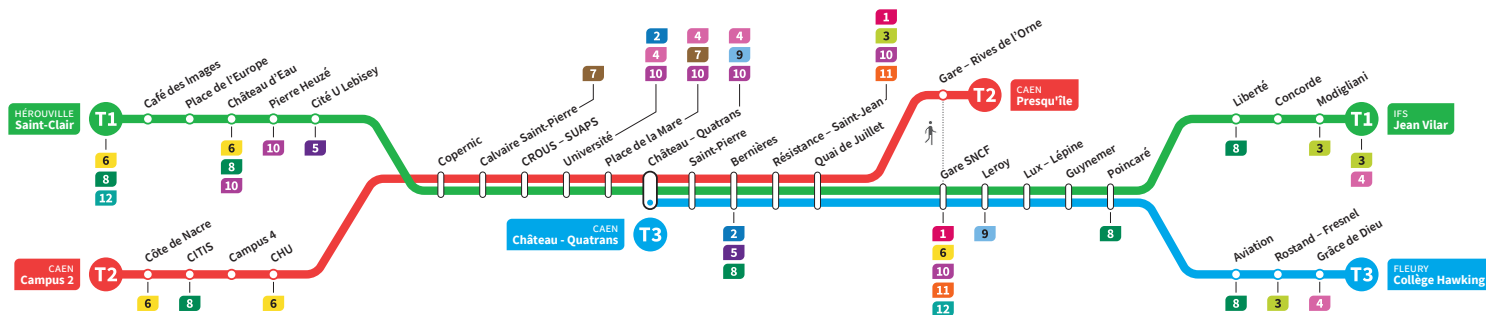 HÉROUVILLE
Saint-Clair
T1
6
8
12
Café des Images
Place de l'Europe
Château d'Eau
6
8
10
Pierre Heuzé
10
Cité U Lebisey
5
CAEN
Campus 2
T2
Côte de Nacre
6
CITIS
8
Campus 4
CHU
6
Copernic
Calvaire Saint-Pierre
7
CROUS – SUAPS
Université
2
4
10
Place de la Mare
4
7
10
Château – Quatrans
4
9
10
CAEN
Château - Quatrans
T3
Saint-Pierre
Bernières
2
5
8
Résistance – Saint-Jean
1
3
10
11
Quai de Juillet
Gare – Rives de l'Orne
T2
CAEN
Presqu'île
Gare SNCF
1
6
10
11
12
Leroy
9
Lux – Lépine
Guynemer
Poincaré
8
Liberté
8
Concorde
Modigliani
3
T1
3
4
IFS
Jean Vilar
Aviation
8
Rostand – Fresnel
3
Grâce de Dieu
4
T3
FLEURY
Collège Hawking